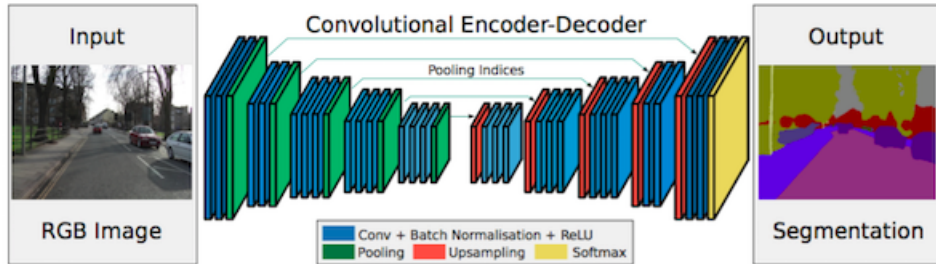 Input
RGB Image
Convolutional Encoder-Decoder
Pooling Indices
Conv + Batch Normalisation + ReLU
Pooling Upsampling Softmax
Output
Segmentation